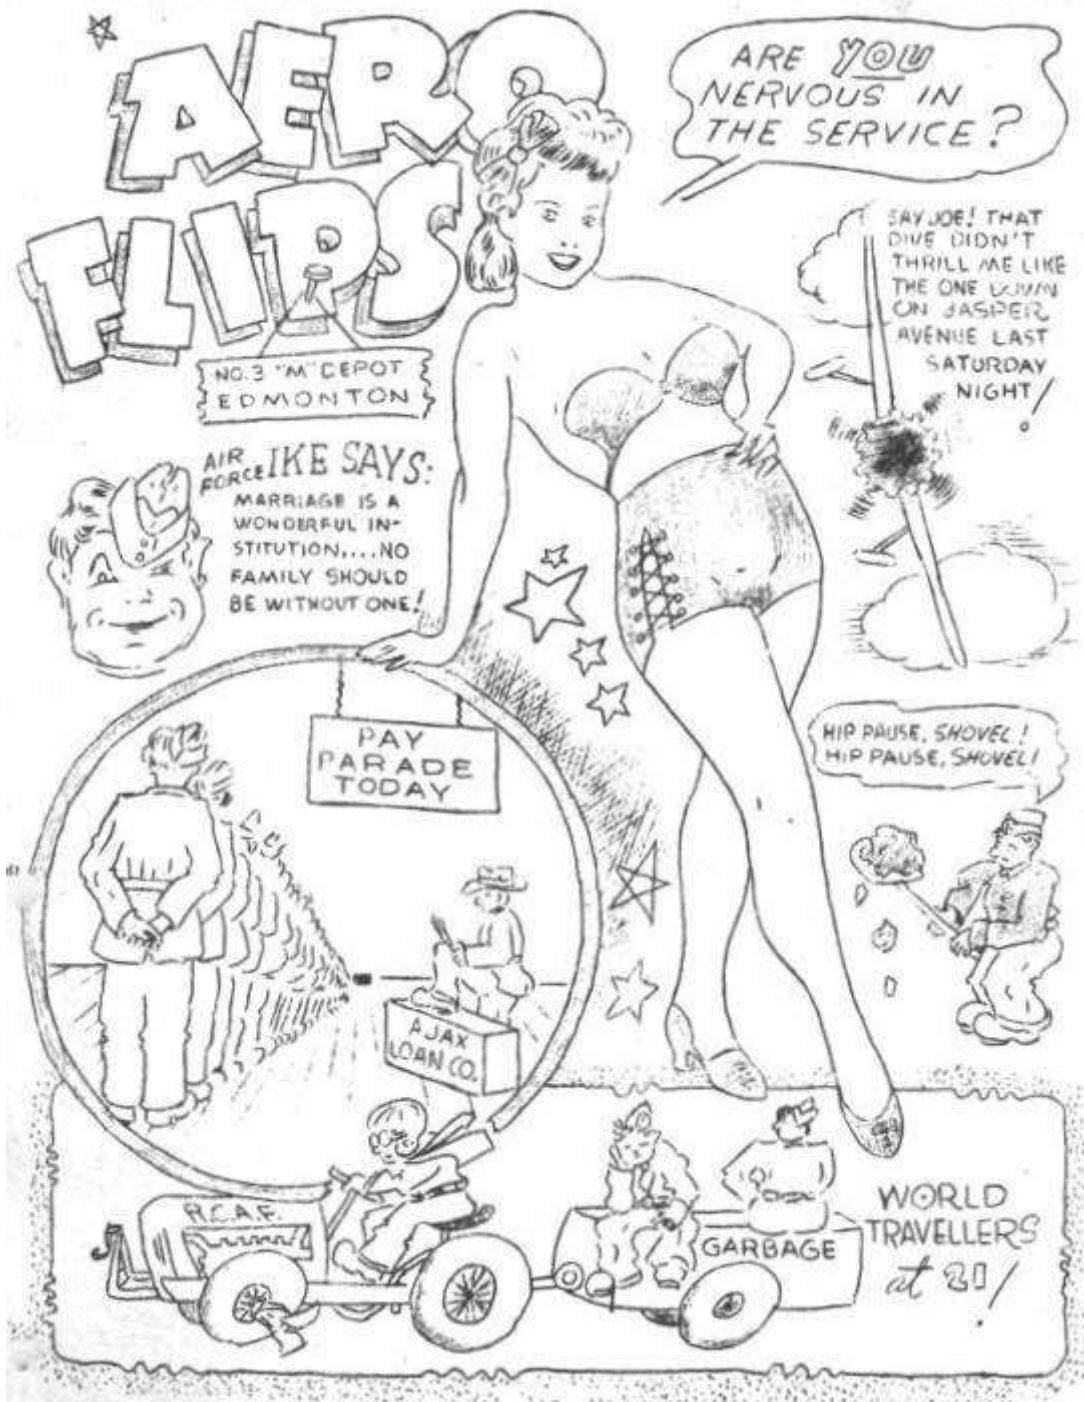 AERO
FLIPS
NO. 3 "M" DEPOT
EDMONTON
ARE YOU
NERVOUS IN
THE SERVICE?
SAY JOE! THAT
DIVE DIDN'T
THRILL ME LIKE
THE ONE DOWN
ON JASPER
AVENUE LAST
SATURDAY
NIGHT!
AIR
FORCE IKE SAYS:
MARRIAGE IS A
WONDERFUL IN-
STITUTION....NO
FAMILY SHOULD
BE WITHOUT ONE!
PAY
PARADE
TODAY
AJAX
LOAN CO.
HIP PAUSE, SHOVEL!
HIP PAUSE, SHOVEL!
R.C.A.F.
GARBAGE
WORLD
TRAVELLERS
at 21!